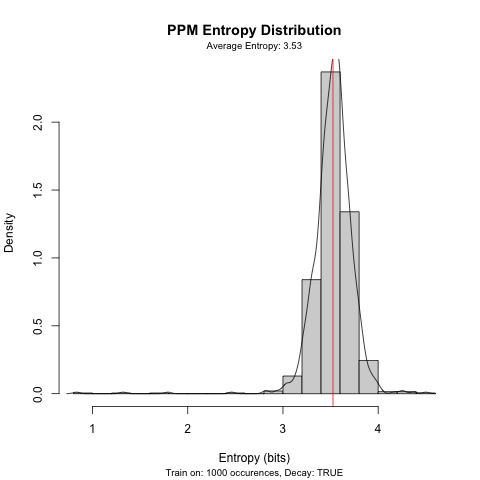 PPM Entropy Distribution
Average Entropy: 3.53
Density
0.0
0.5
1.0
1.5
2.0
1
2
3
4
Entropy (bits)
Train on: 1000 occurences, Decay: TRUE